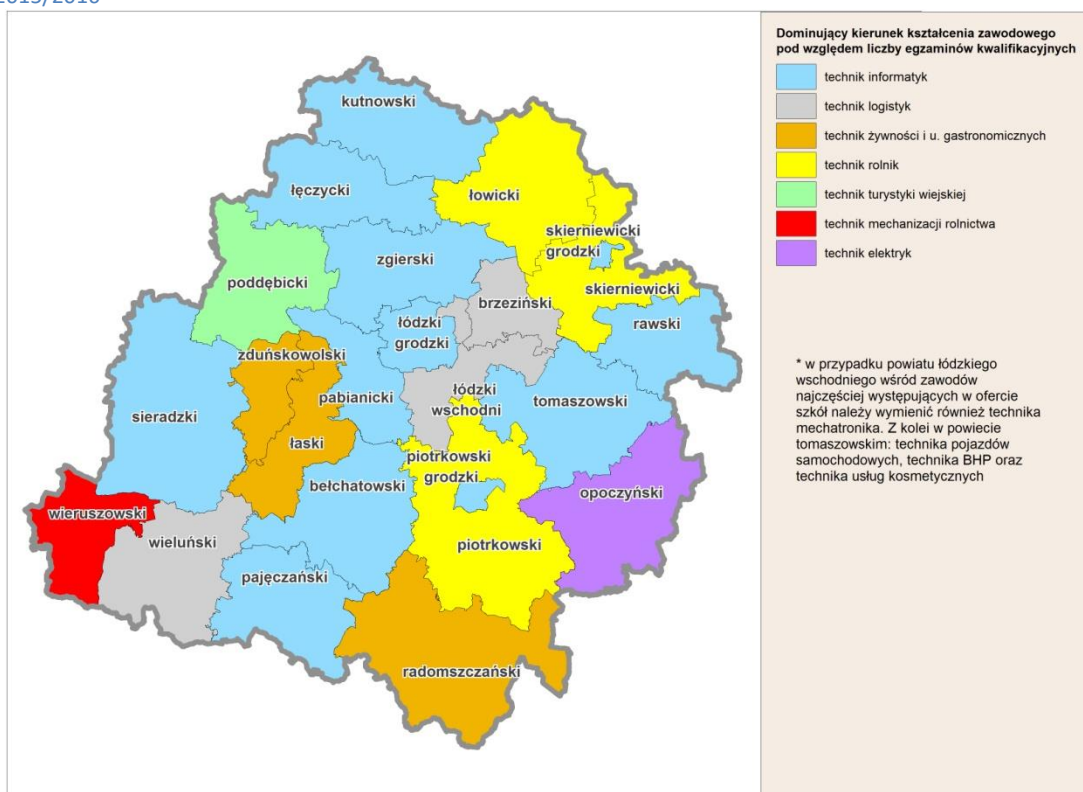 2015/2016
Dominujący kierunek kształcenia zawodowego
pod względem liczby egzaminów kwalifikacyjnych
technik informatyk
technik logistyk
technik żywności i u. gastronomicznych
technik rolnik
technik turystyki wiejskiej
technik mechanizacji rolnictwa
technik elektryk
* w przypadku powiatu łódzkiego
wschodniego wśród zawodów
najczęściej występujących w ofercie
szkół należy wymienić również technika
mechatronika. Z kolei w powiecie
tomaszowskim: technika pojazdów
samochodowych, technika BHP oraz
technika usług kosmetycznych
kutnowski
łęczycki
łowicki
skierniewicki
grodzki
zgierski
poddębicki
skierniewicki
brzeziński
łódzki
grodzki
rawski
zduńskowolski
pabianicki
łódzki
wschodni
tomaszowski
sieradzki
łaski
piotrkowski
grodzki
bełchatowski
opoczyński
wieruszowski
wieluński
piotrkowski
pajęczański
radomszczański